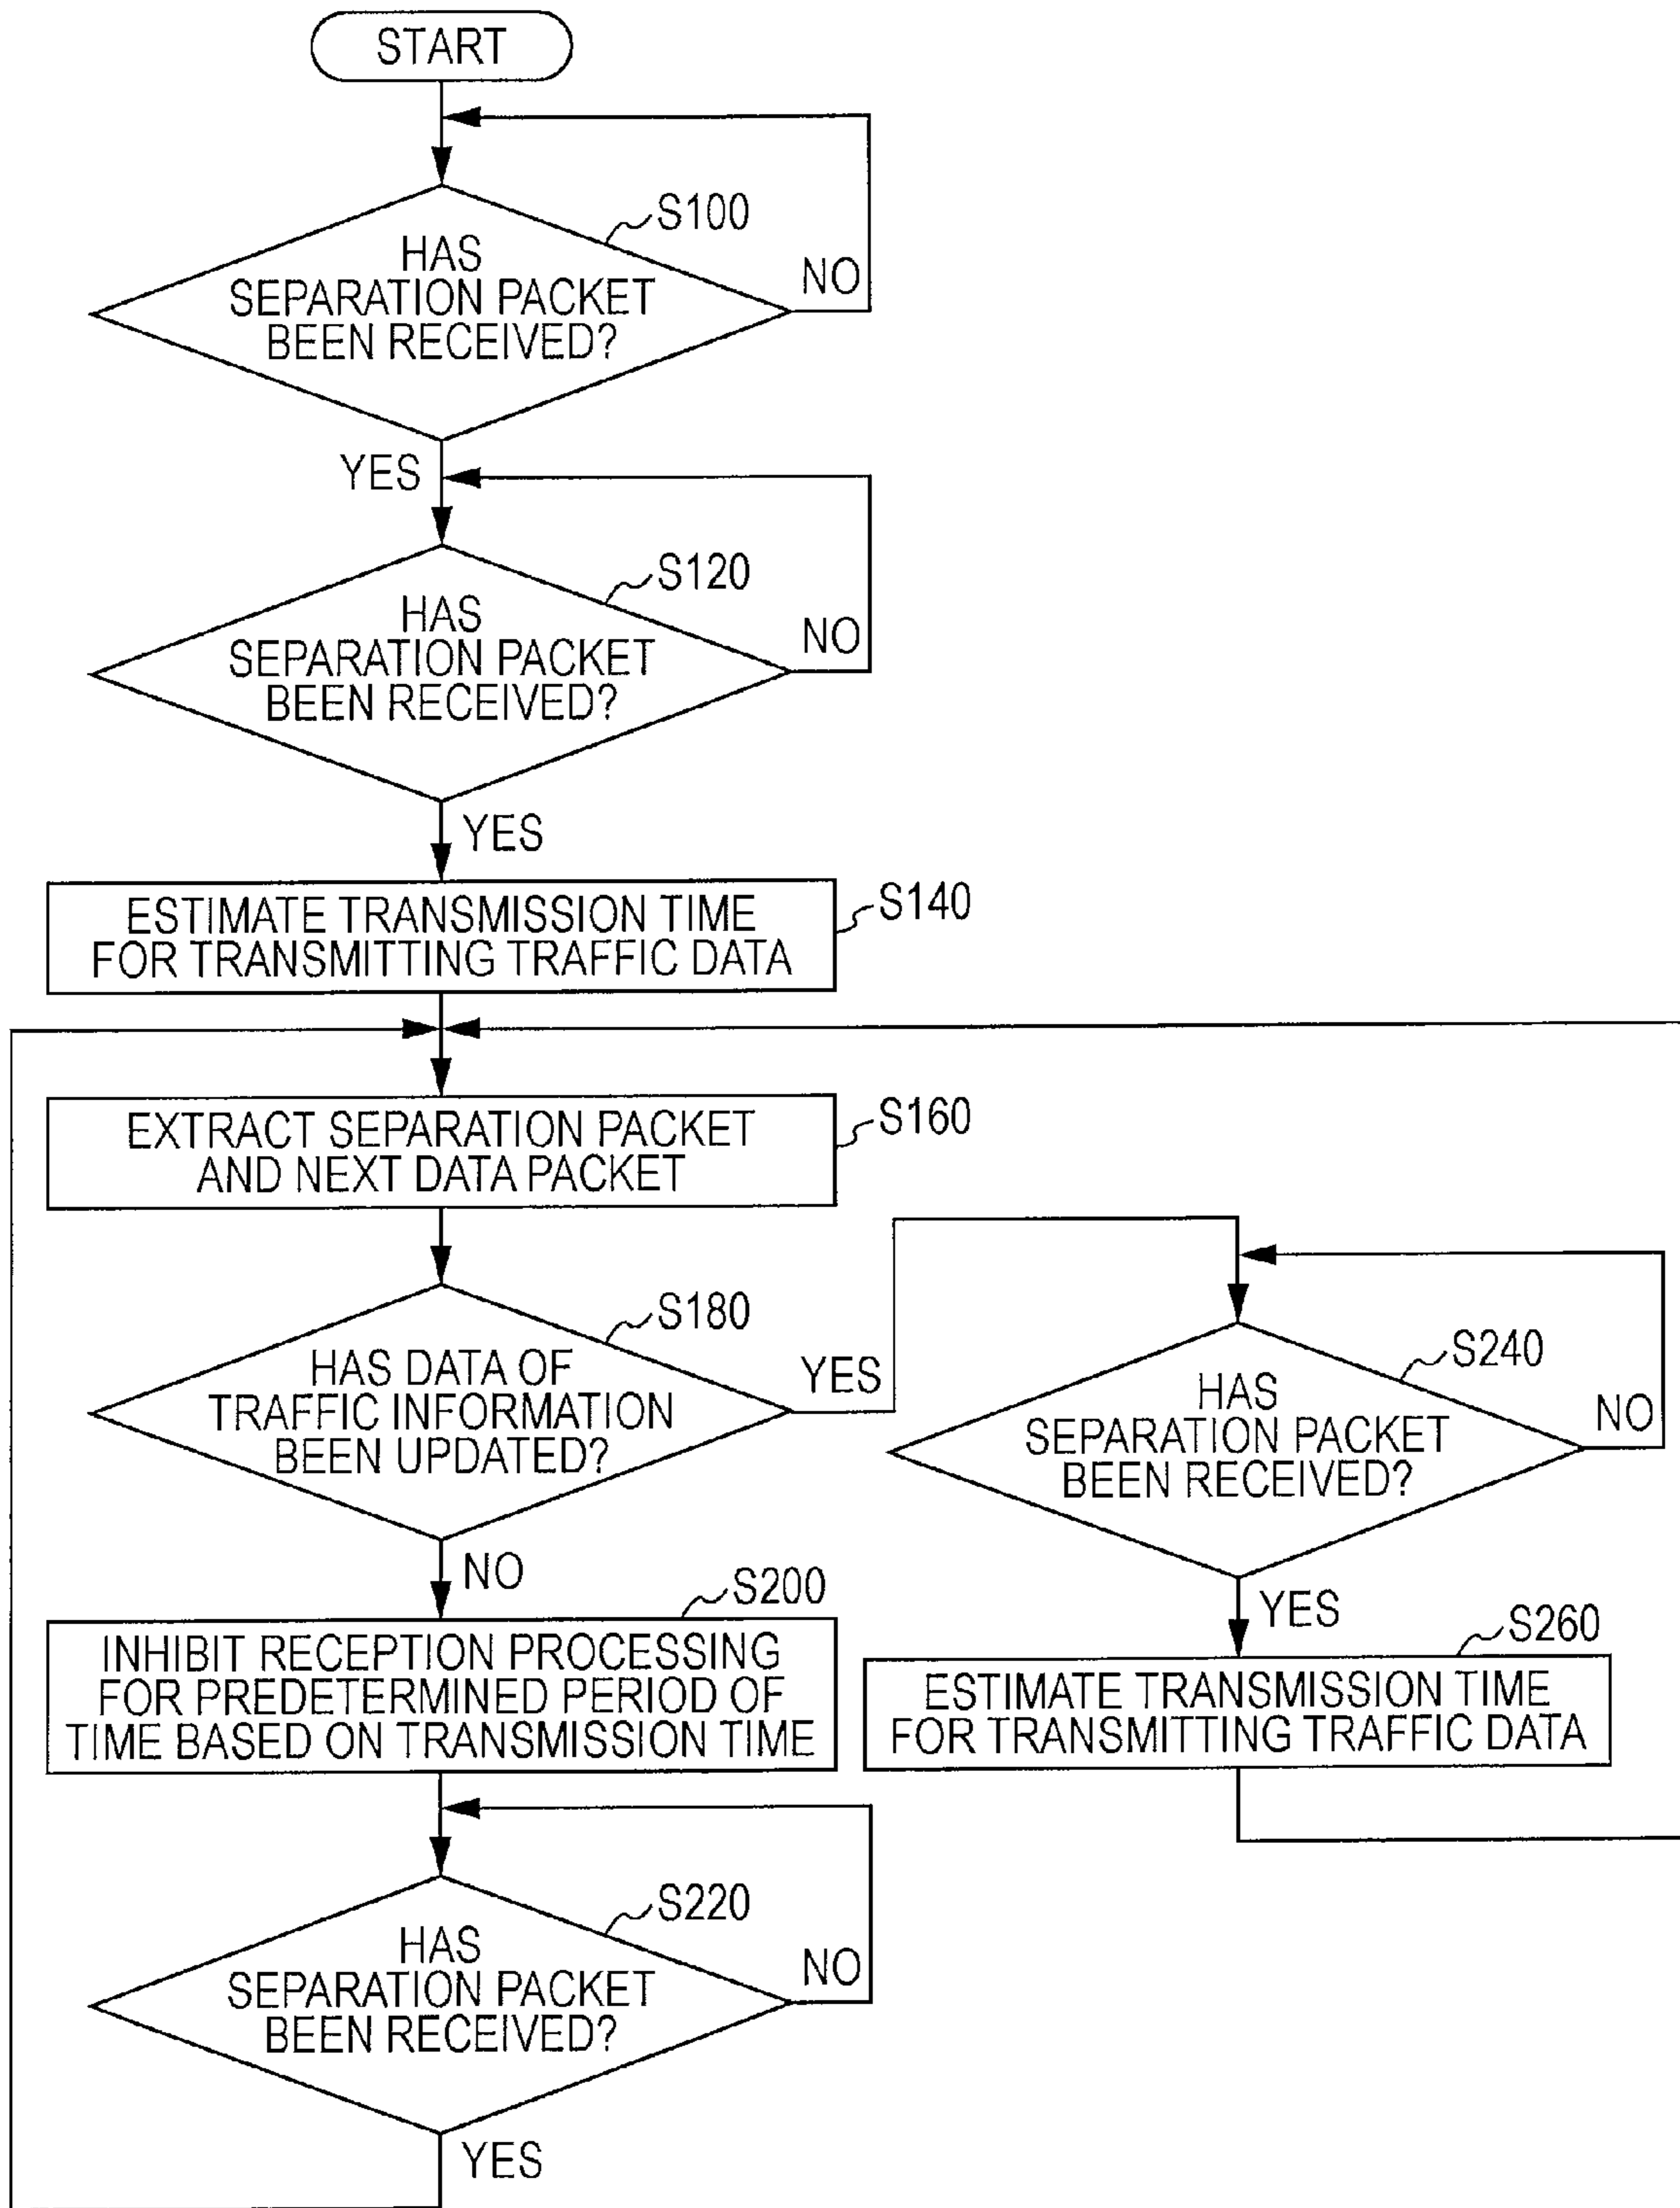 START
S100
HAS
SEPARATION PACKET
BEEN RECEIVED?
NO
YES
S120
HAS
SEPARATION PACKET
BEEN RECEIVED?
NO
YES
S140
ESTIMATE TRANSMISSION TIME
FOR TRANSMITTING TRAFFIC DATA
S160
EXTRACT SEPARATION PACKET
AND NEXT DATA PACKET
S180
HAS DATA OF
TRAFFIC INFORMATION
BEEN UPDATED?
YES
NO
S200
INHIBIT RECEPTION PROCESSING
FOR PREDETERMINED PERIOD OF
TIME BASED ON TRANSMISSION TIME
S220
HAS
SEPARATION PACKET
BEEN RECEIVED?
NO
YES
S240
HAS
SEPARATION PACKET
BEEN RECEIVED?
NO
YES
S260
ESTIMATE TRANSMISSION TIME
FOR TRANSMITTING TRAFFIC DATA